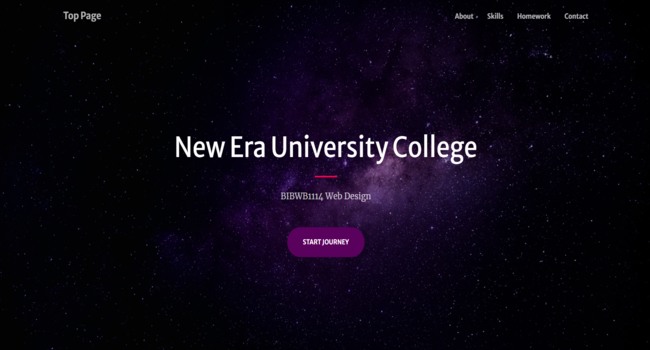 Top Page
About Skills Homework Contact
New Era University College
BIBWB1114 Web Design
START JOURNEY